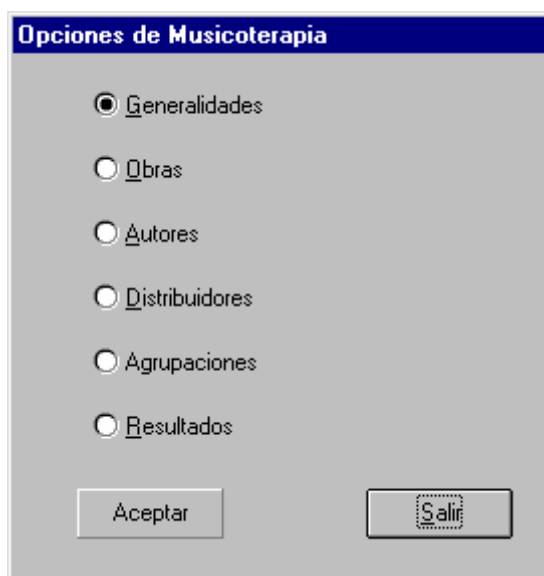 Opciones de Musicoterapia
Generalidades
Obras
Autores
Distribuidores
Agrupaciones
Resultados
Aceptar Salir